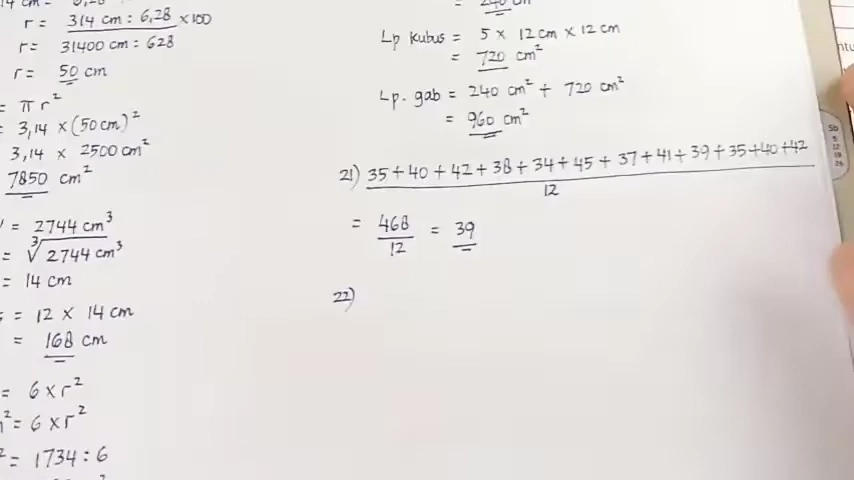 r = 314 cm : 6,28 × 100
r = 31400 cm : 628
r = 50 cm
= π r²
= 3,14 × (50 cm)²
3,14 × 2500 cm²
7850 cm²
= 2744 cm³
= ∛2744 cm³
= 14 cm
= 12 × 14 cm
= 168 cm
= 6 × r²
= 6 × r²
= 1734 : 6
= 240 cm
Lp Kubus = 5 × 12 cm × 12 cm
= 720 cm²
Lp. gab = 240 cm² + 720 cm²
= 960 cm²
21) 35 + 40 + 42 + 38 + 34 + 45 + 37 + 41 + 39 + 35 + 40 + 42
12
= 468/12 = 39
22)